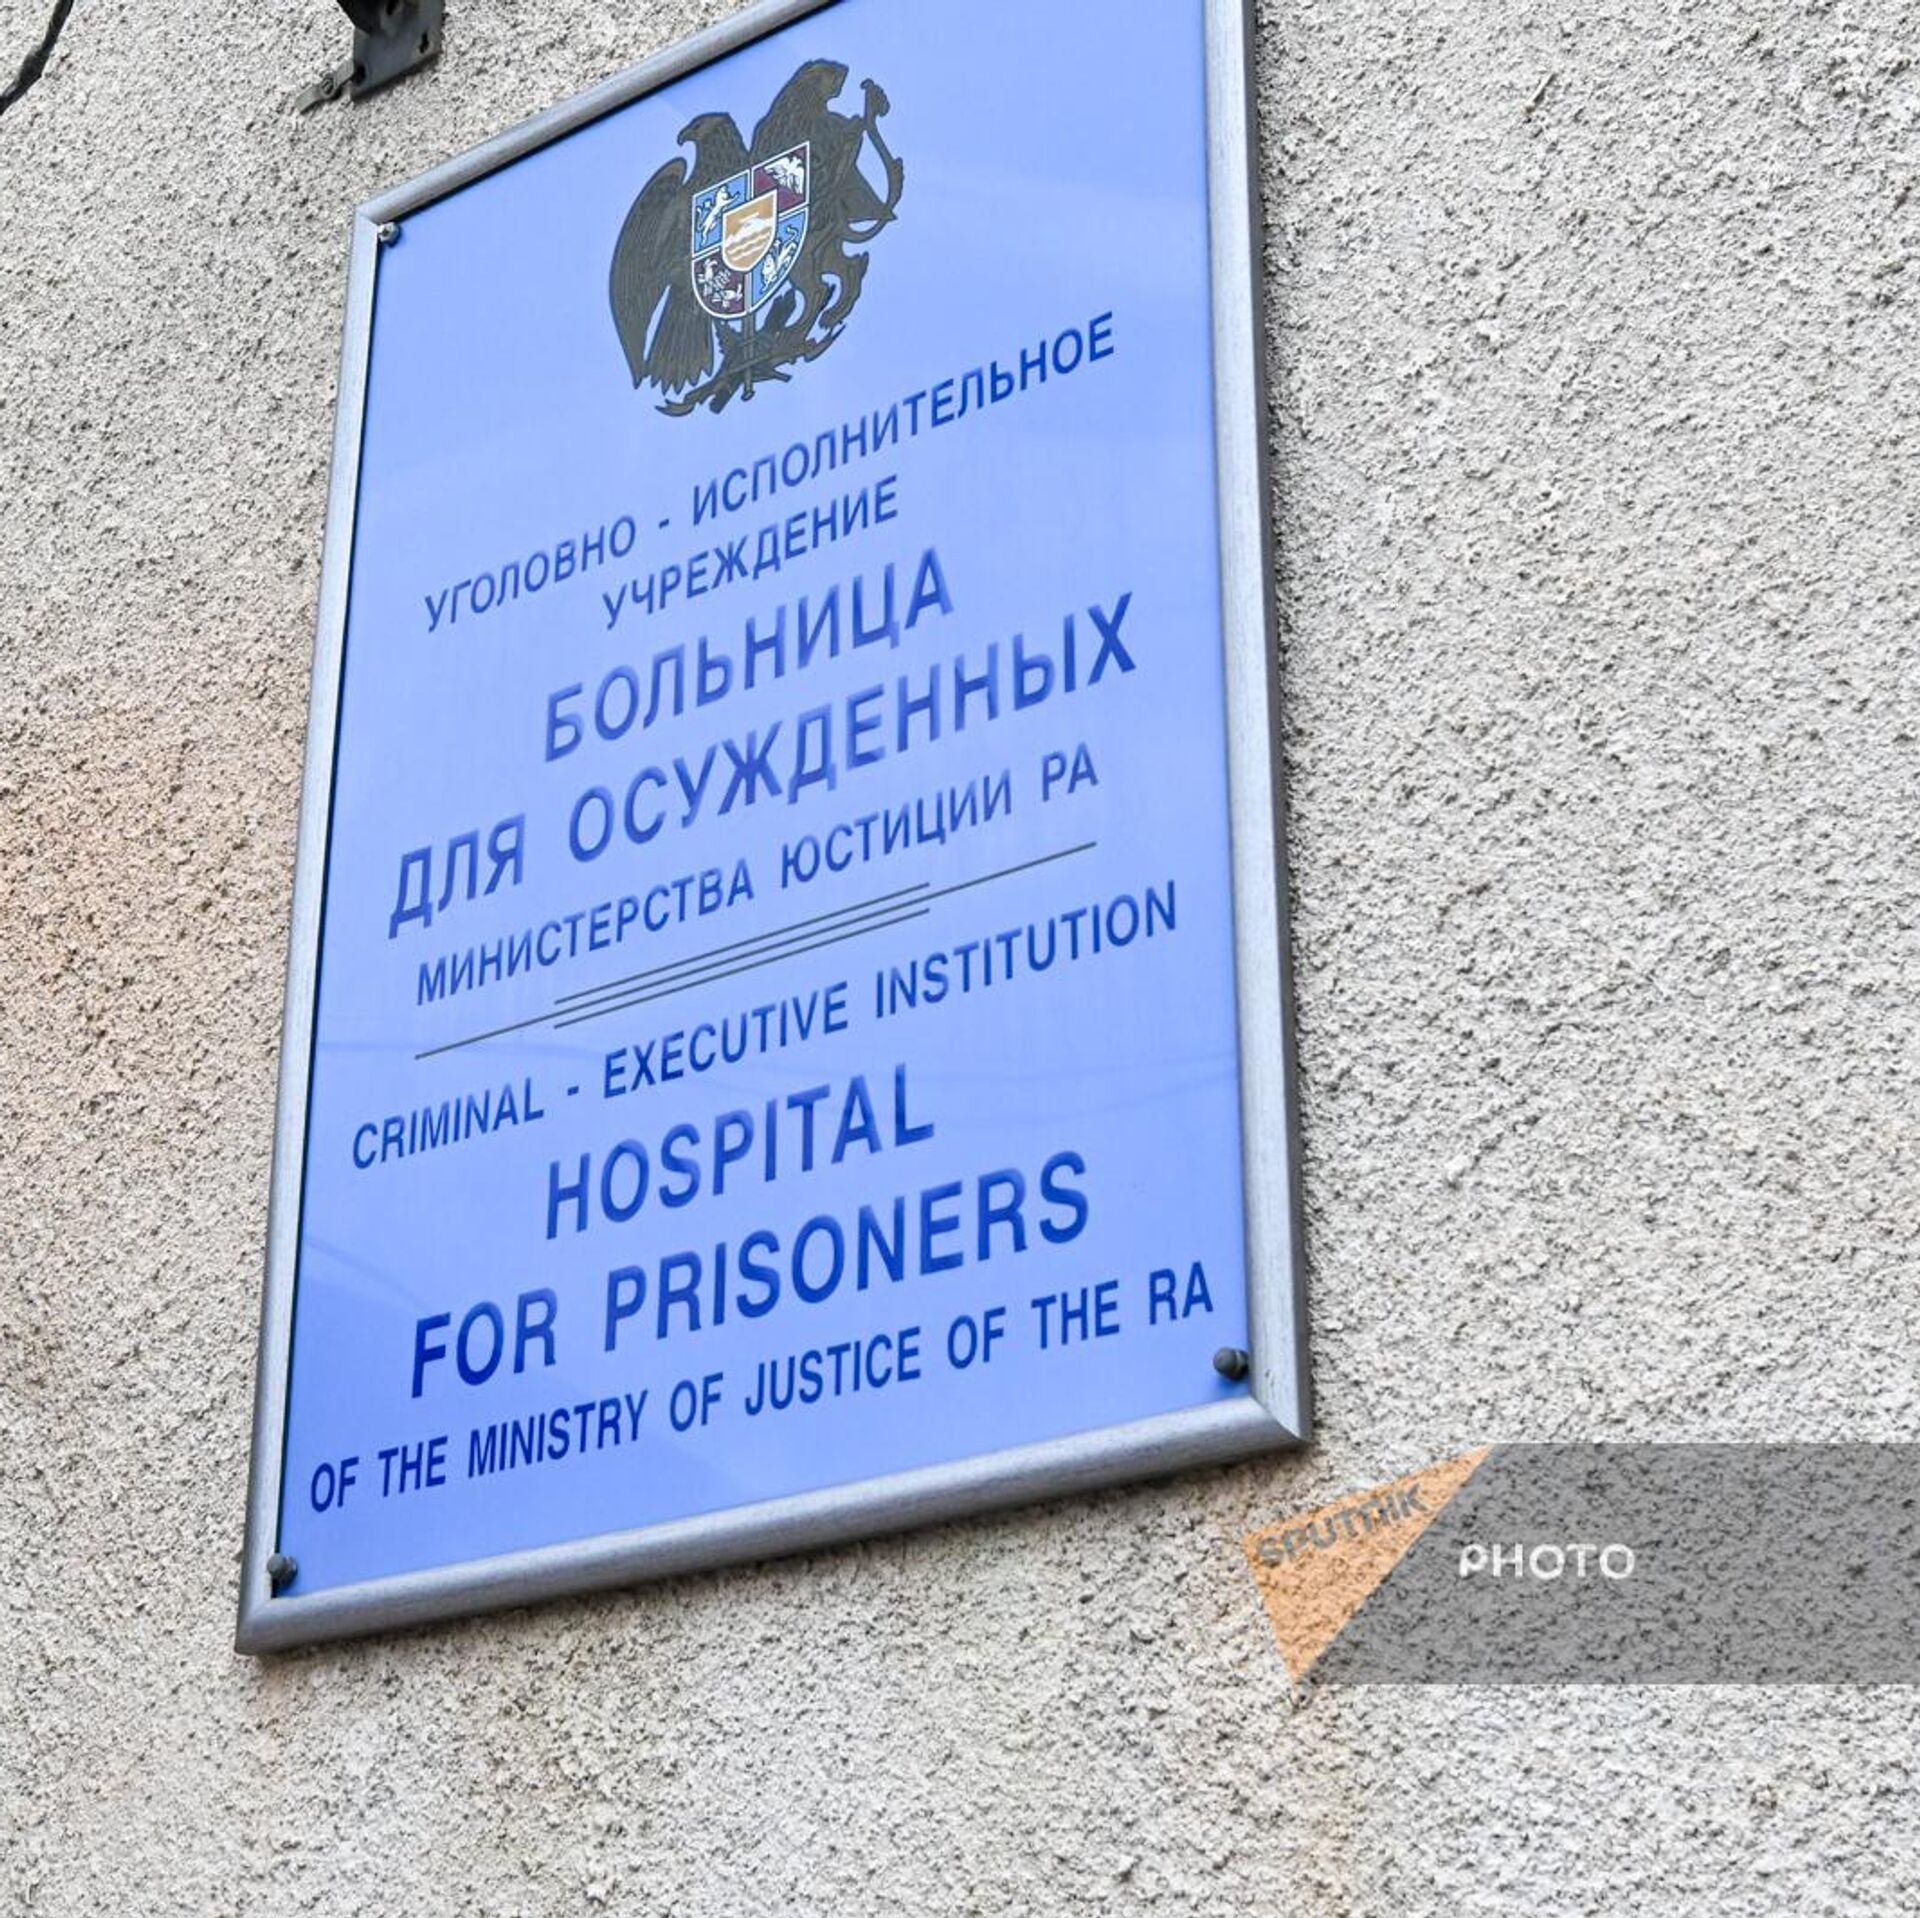 УГОЛОВНО - ИСПОЛНИТЕЛЬНОЕ
УЧРЕЖДЕНИЕ
БОЛЬНИЦА
ДЛЯ ОСУЖДЕННЫХ
МИНИСТЕРСТВА ЮСТИЦИИ РА
CRIMINAL - EXECUTIVE INSTITUTION
HOSPITAL
FOR PRISONERS
OF THE MINISTRY OF JUSTICE OF THE RA
SPUTNIK
PHOTO